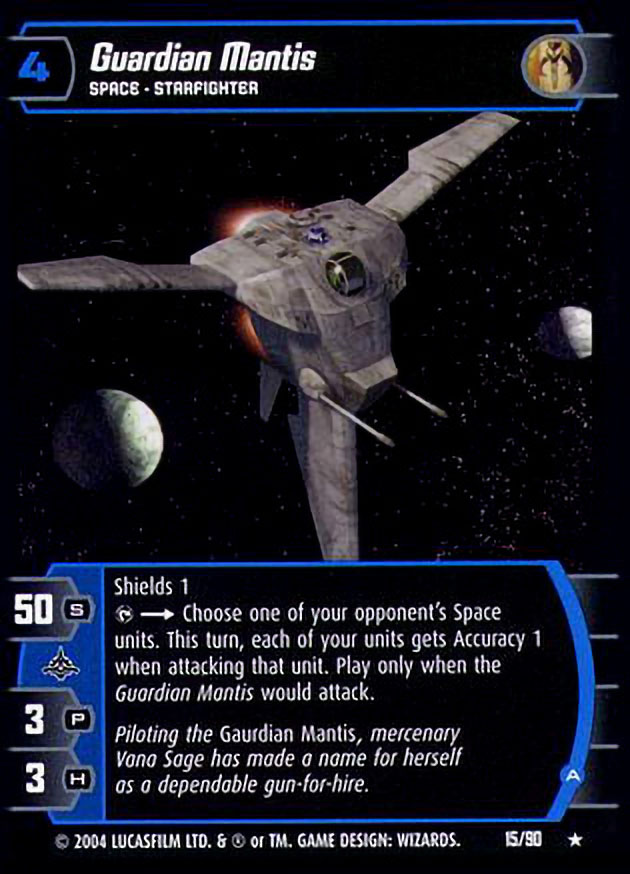 4
Guardian Mantis
SPACE - STARFIGHTER
50 S
3 P
3 H
Shields 1
→ Choose one of your opponent's Space
units. This turn, each of your units gets Accuracy 1
when attacking that unit. Play only when the
Guardian Mantis would attack.
Piloting the Gaurdian Mantis, mercenary
Vana Sage has made a name for herself
as a dependable gun-for-hire.
A
© 2004 LUCASFILM LTD. & ® or TM. GAME DESIGN: WIZARDS. 15/90 ★